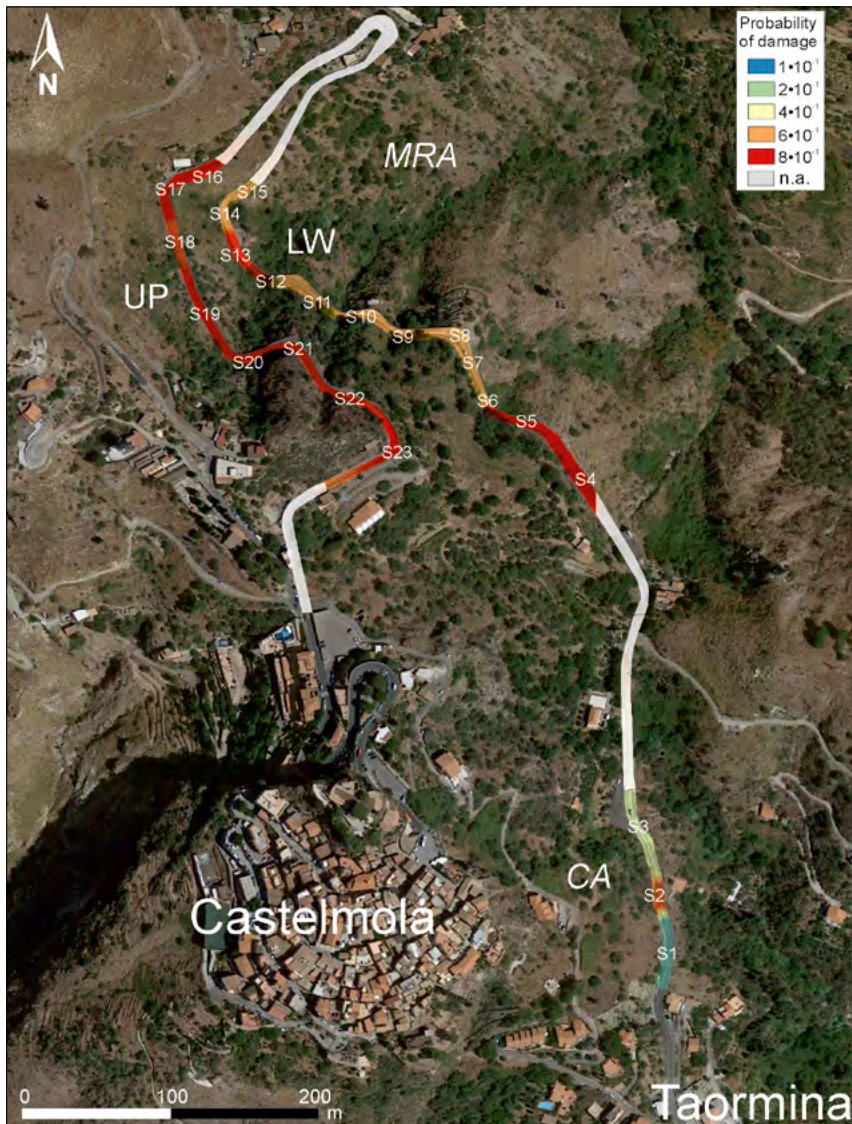 Probability
of damage
1•10⁻¹
2•10⁻¹
4•10⁻¹
6•10⁻¹
8•10⁻¹
n.a.
N
MRA
S16
S17
S15
S14
S18
S13
LW
S12
UP
S11
S19
S10
S9
S8
S21
S20
S7
S22
S6
S5
S23
S4
S3
CA
S2
Castelmola
S1
0 100 200
m
Taormina